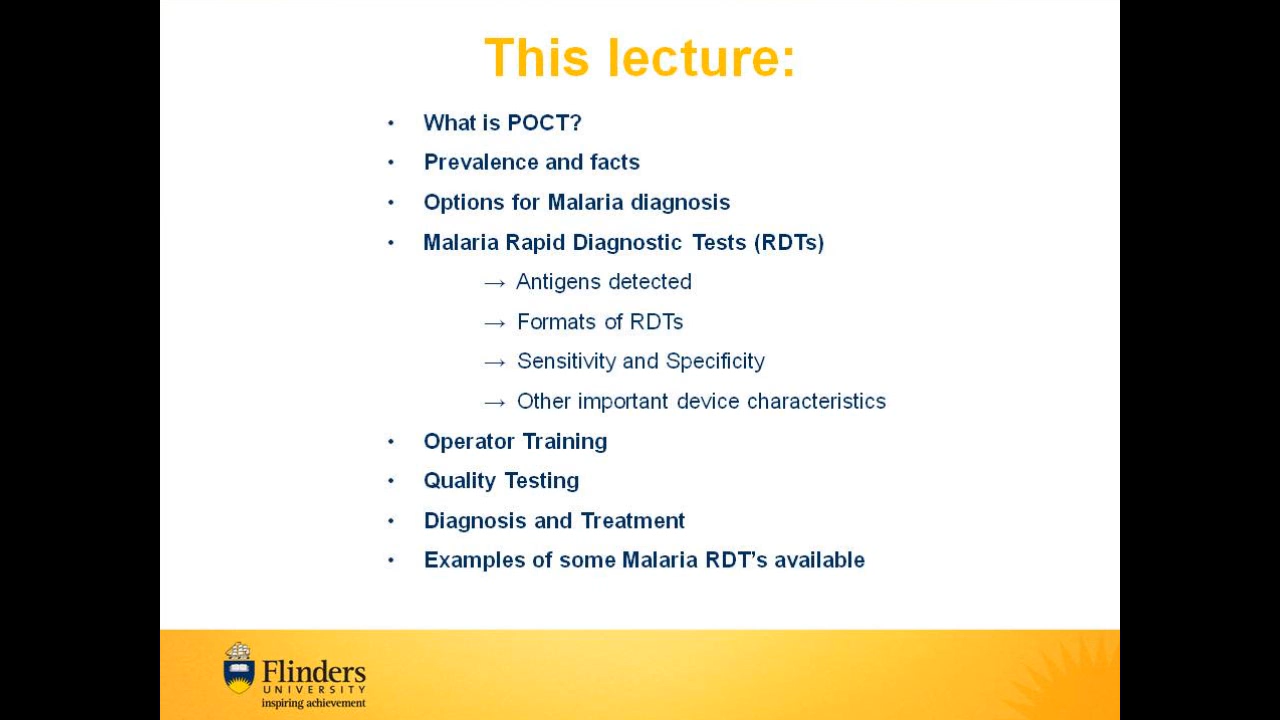 This lecture:
• What is POCT?
• Prevalence and facts
• Options for Malaria diagnosis
• Malaria Rapid Diagnostic Tests (RDTs)
→ Antigens detected
→ Formats of RDTs
→ Sensitivity and Specificity
→ Other important device characteristics
• Operator Training
• Quality Testing
• Diagnosis and Treatment
• Examples of some Malaria RDT’s available
Flinders
UNIVERSITY
inspiring achievement